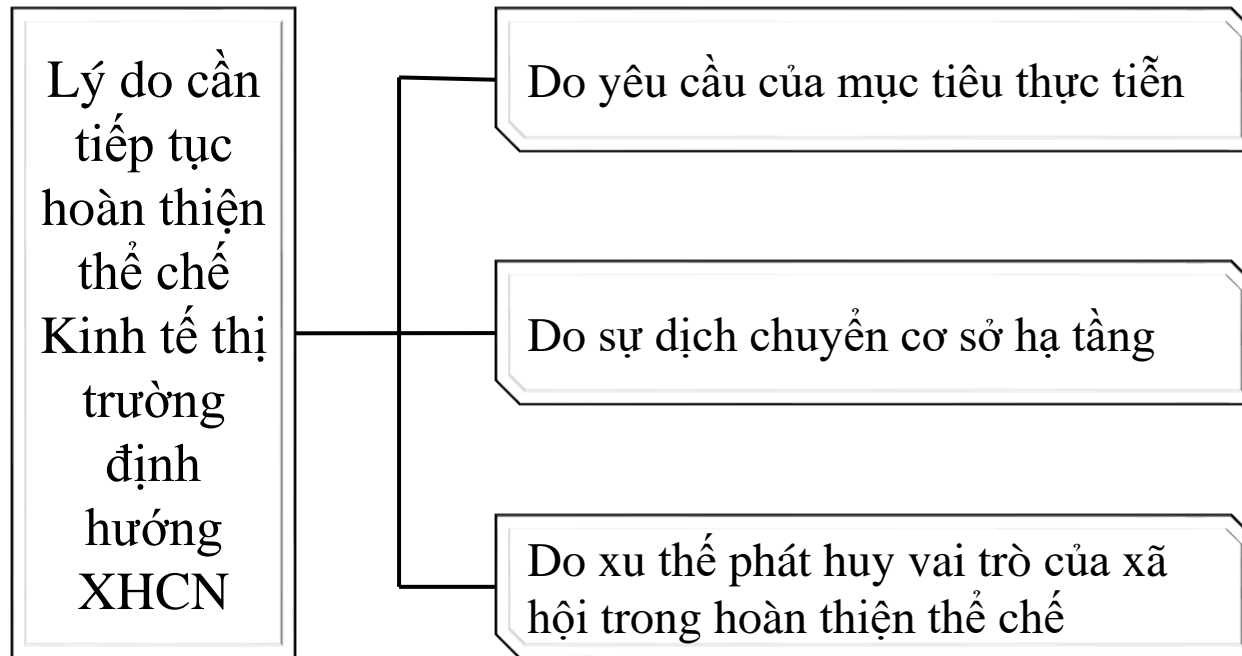 Lý do cần
tiếp tục
hoàn thiện
thể chế
Kinh tế thị
trường
định
hướng
XHCN
Do yêu cầu của mục tiêu thực tiễn
Do sự dịch chuyển cơ sở hạ tầng
Do xu thế phát huy vai trò của xã
hội trong hoàn thiện thể chế